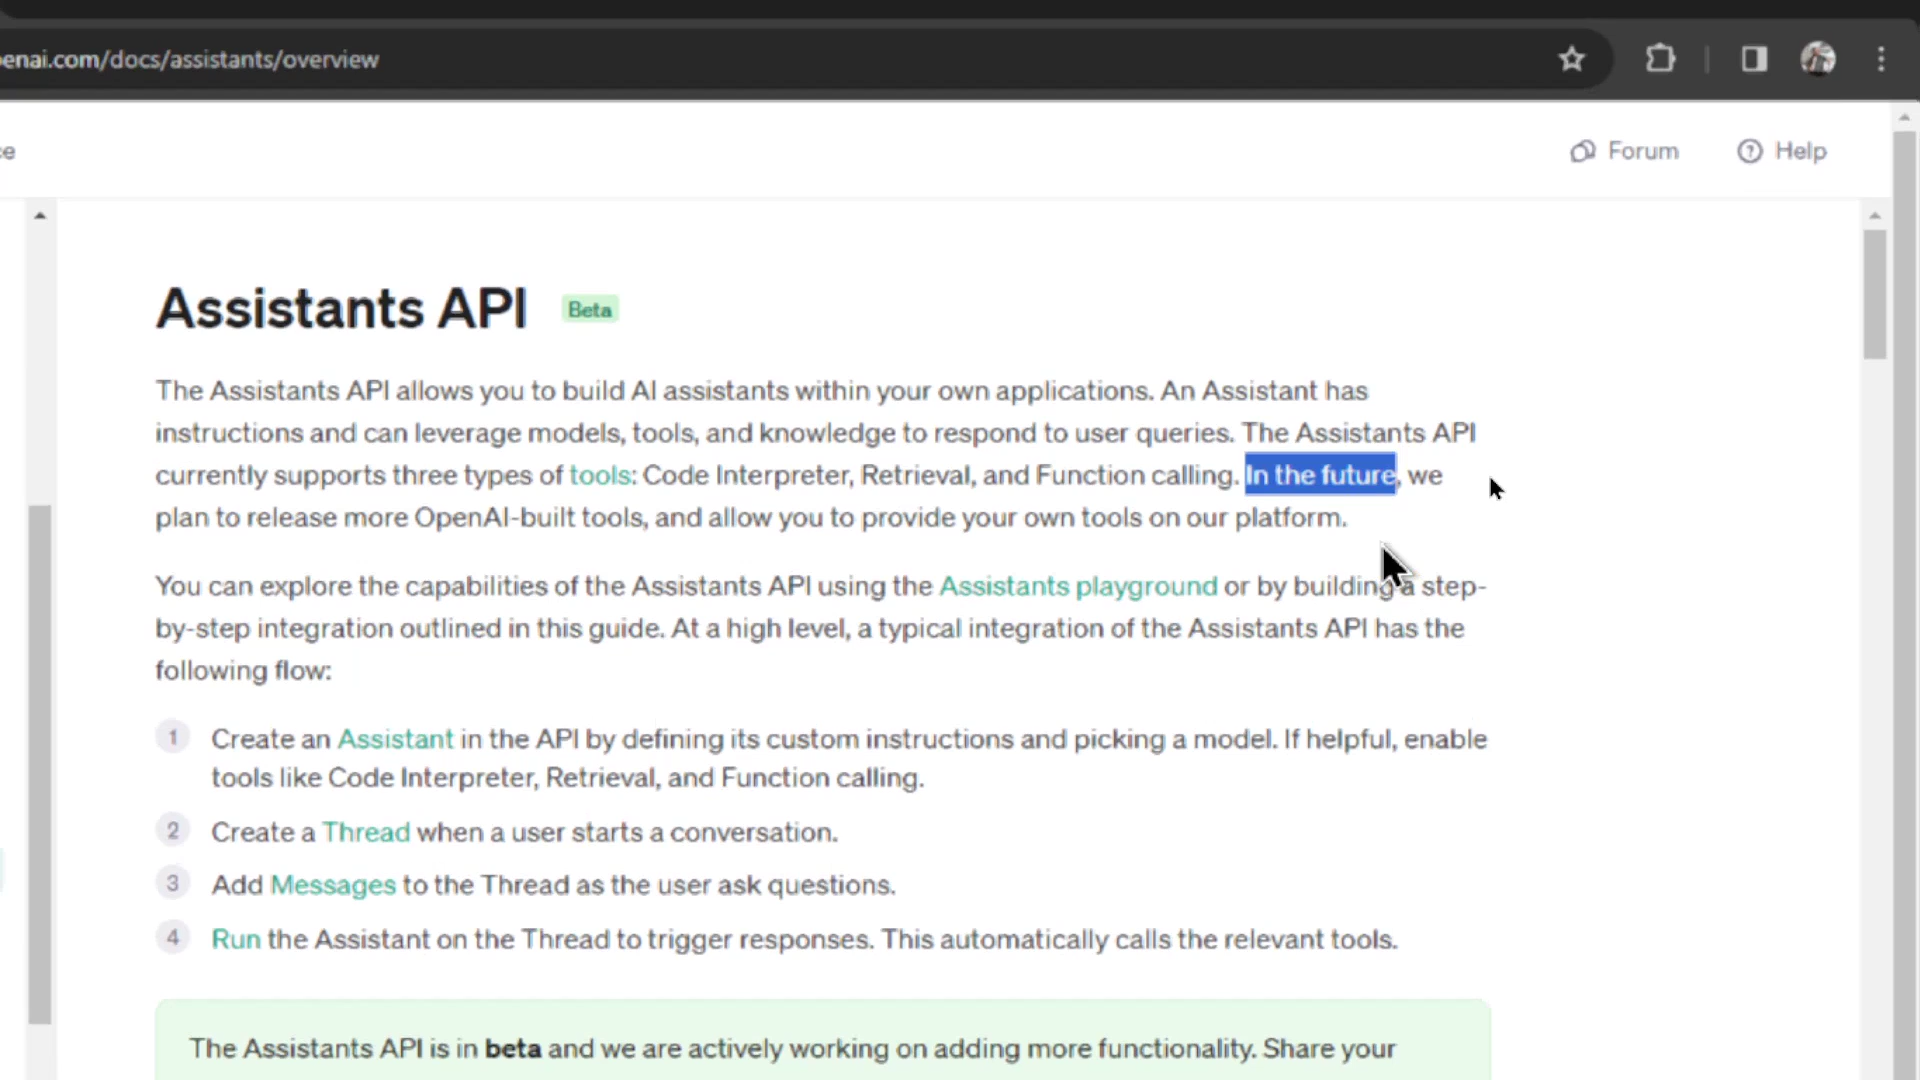 enai.com/docs/assistants/overview
Forum
Help
Assistants API Beta
The Assistants API allows you to build AI assistants within your own applications. An Assistant has
instructions and can leverage models, tools, and knowledge to respond to user queries. The Assistants API
currently supports three types of tools: Code Interpreter, Retrieval, and Function calling. In the future, we
plan to release more OpenAI-built tools, and allow you to provide your own tools on our platform.
You can explore the capabilities of the Assistants API using the Assistants playground or by building a step-
by-step integration outlined in this guide. At a high level, a typical integration of the Assistants API has the
following flow:
1 Create an Assistant in the API by defining its custom instructions and picking a model. If helpful, enable
tools like Code Interpreter, Retrieval, and Function calling.
2 Create a Thread when a user starts a conversation.
3 Add Messages to the Thread as the user ask questions.
4 Run the Assistant on the Thread to trigger responses. This automatically calls the relevant tools.
The Assistants API is in beta and we are actively working on adding more functionality. Share your